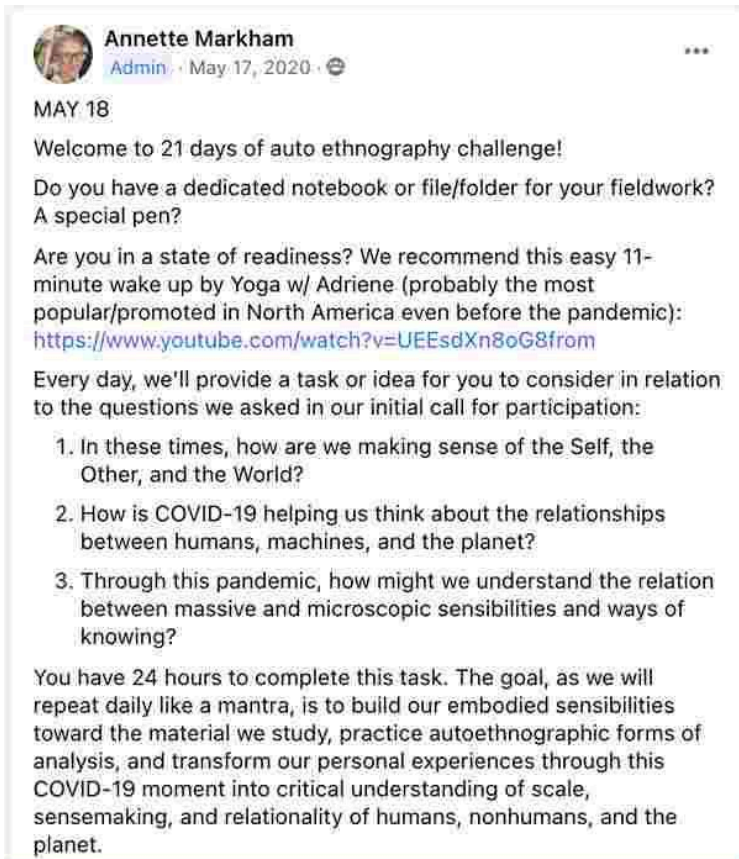 Annette Markham
Admin · May 17, 2020 ·
MAY 18
Welcome to 21 days of auto ethnography challenge!
Do you have a dedicated notebook or file/folder for your fieldwork?
A special pen?
Are you in a state of readiness? We recommend this easy 11-
minute wake up by Yoga w/ Adriene (probably the most
popular/promoted in North America even before the pandemic):
https://www.youtube.com/watch?v=UEEsdXn8oG8from
Every day, we'll provide a task or idea for you to consider in relation
to the questions we asked in our initial call for participation:
1. In these times, how are we making sense of the Self, the
Other, and the World?
2. How is COVID-19 helping us think about the relationships
between humans, machines, and the planet?
3. Through this pandemic, how might we understand the relation
between massive and microscopic sensibilities and ways of
knowing?
You have 24 hours to complete this task. The goal, as we will
repeat daily like a mantra, is to build our embodied sensibilities
toward the material we study, practice autoethnographic forms of
analysis, and transform our personal experiences through this
COVID-19 moment into critical understanding of scale,
sensemaking, and relationality of humans, nonhumans, and the
planet.